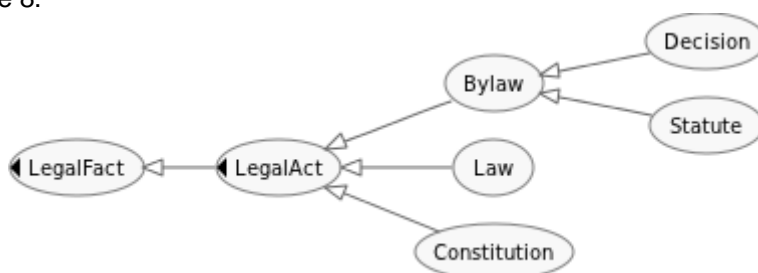 Decision
Bylaw
Statute
LegalFact
LegalAct
Law
Constitution